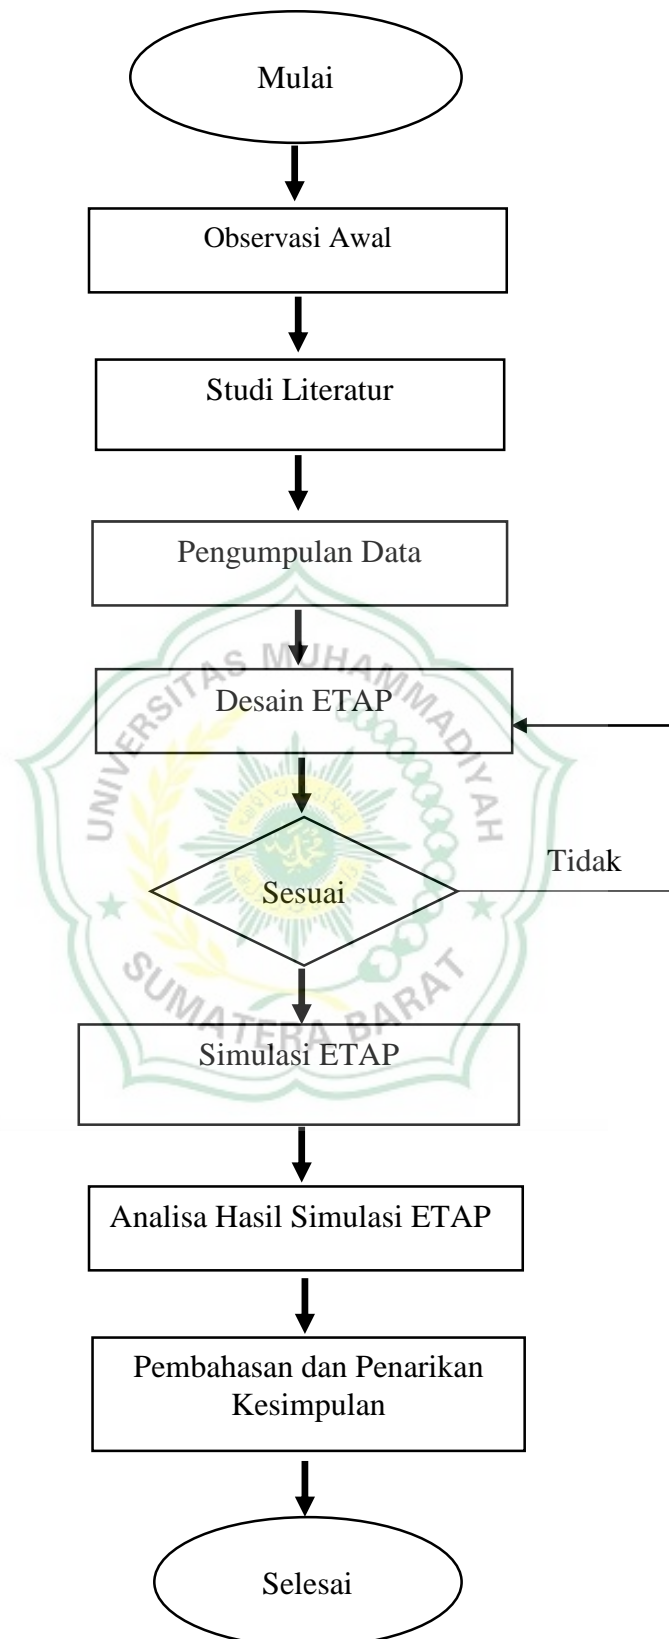 Mulai
Observasi Awal
Studi Literatur
Pengumpulan Data
UNIVERSITAS MUHAMMADIYAH
Desain ETAP
Tidak
Sesuai
SUMATERA BARAT
Simulasi ETAP
Analisa Hasil Simulasi ETAP
Pembahasan dan Penarikan
Kesimpulan
Selesai